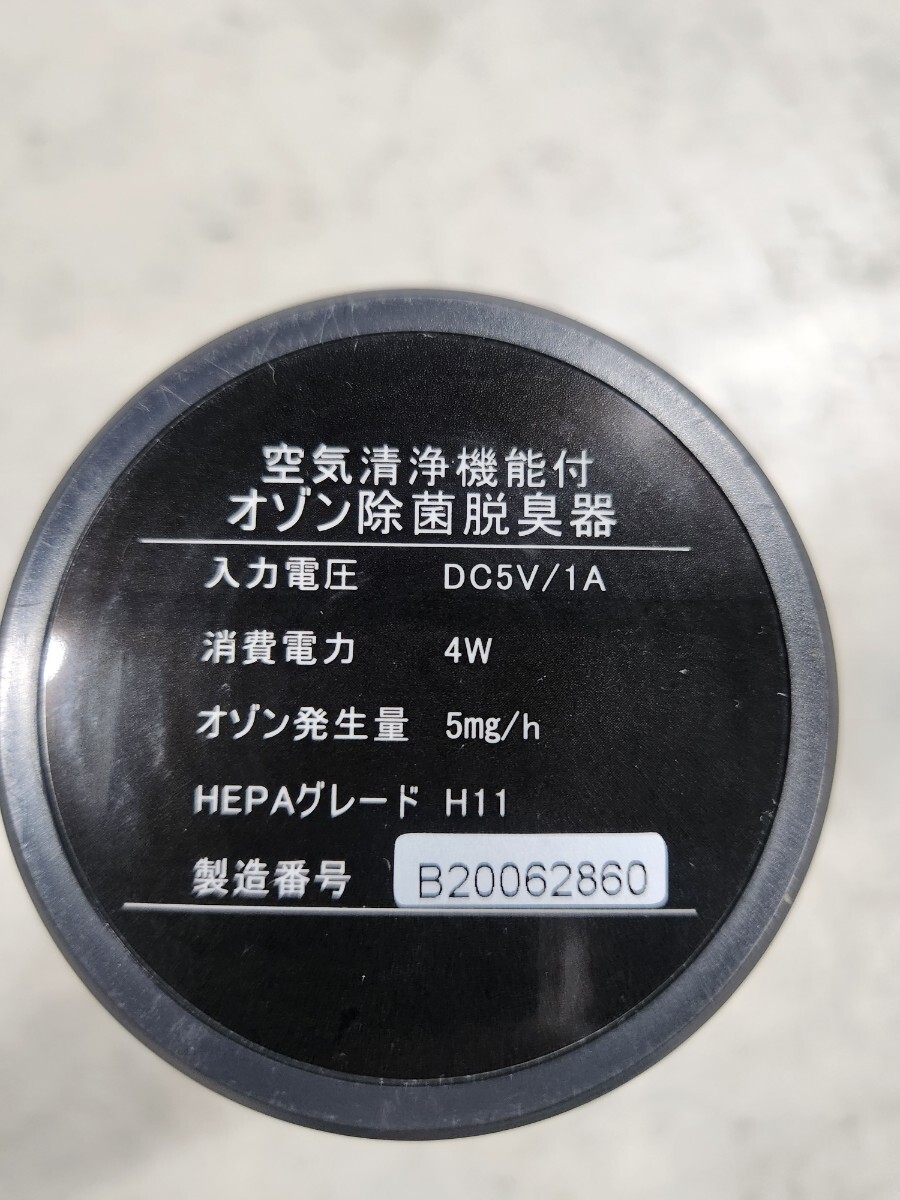 空気清浄機能付
オゾン除菌脱臭器
入力電圧 DC5V/1A
消費電力 4W
オゾン発生量 5mg/h
HEPAグレード H11
製造番号 B20062860